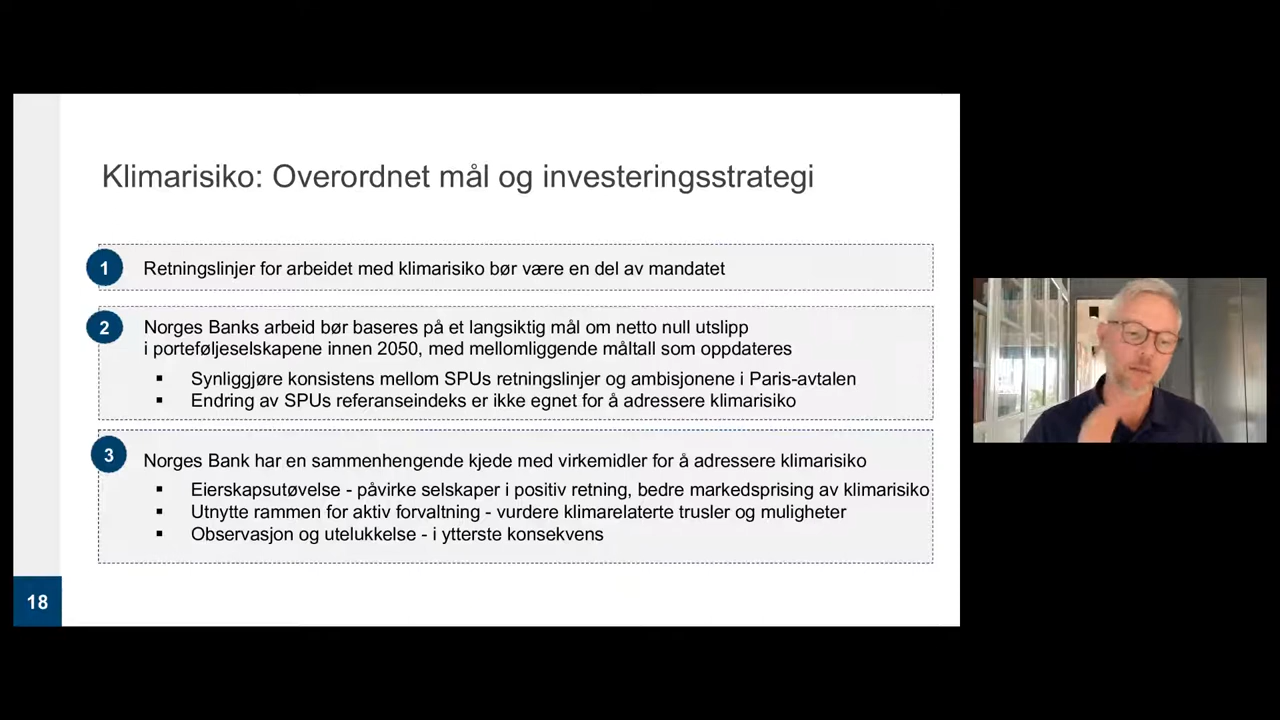 Klimarisiko: Overordnet mål og investeringsstrategi
1
Retningslinjer for arbeidet med klimarisiko bør være en del av mandatet
2
Norges Banks arbeid bør baseres på et langsiktig mål om netto null utslipp
i porteføljeselskapene innen 2050, med mellomliggende måltall som oppdateres
▪ Synliggjøre konsistens mellom SPUs retningslinjer og ambisjonene i Paris-avtalen
▪ Endring av SPUs referanseindeks er ikke egnet for å adressere klimarisiko
3
Norges Bank har en sammenhengende kjede med virkemidler for å adressere klimarisiko
▪ Eierskapsutøvelse - påvirke selskaper i positiv retning, bedre markedsprising av klimarisiko
▪ Utnytte rammen for aktiv forvaltning - vurdere klimarelaterte trusler og muligheter
▪ Observasjon og utelukkelse - i ytterste konsekvens
18